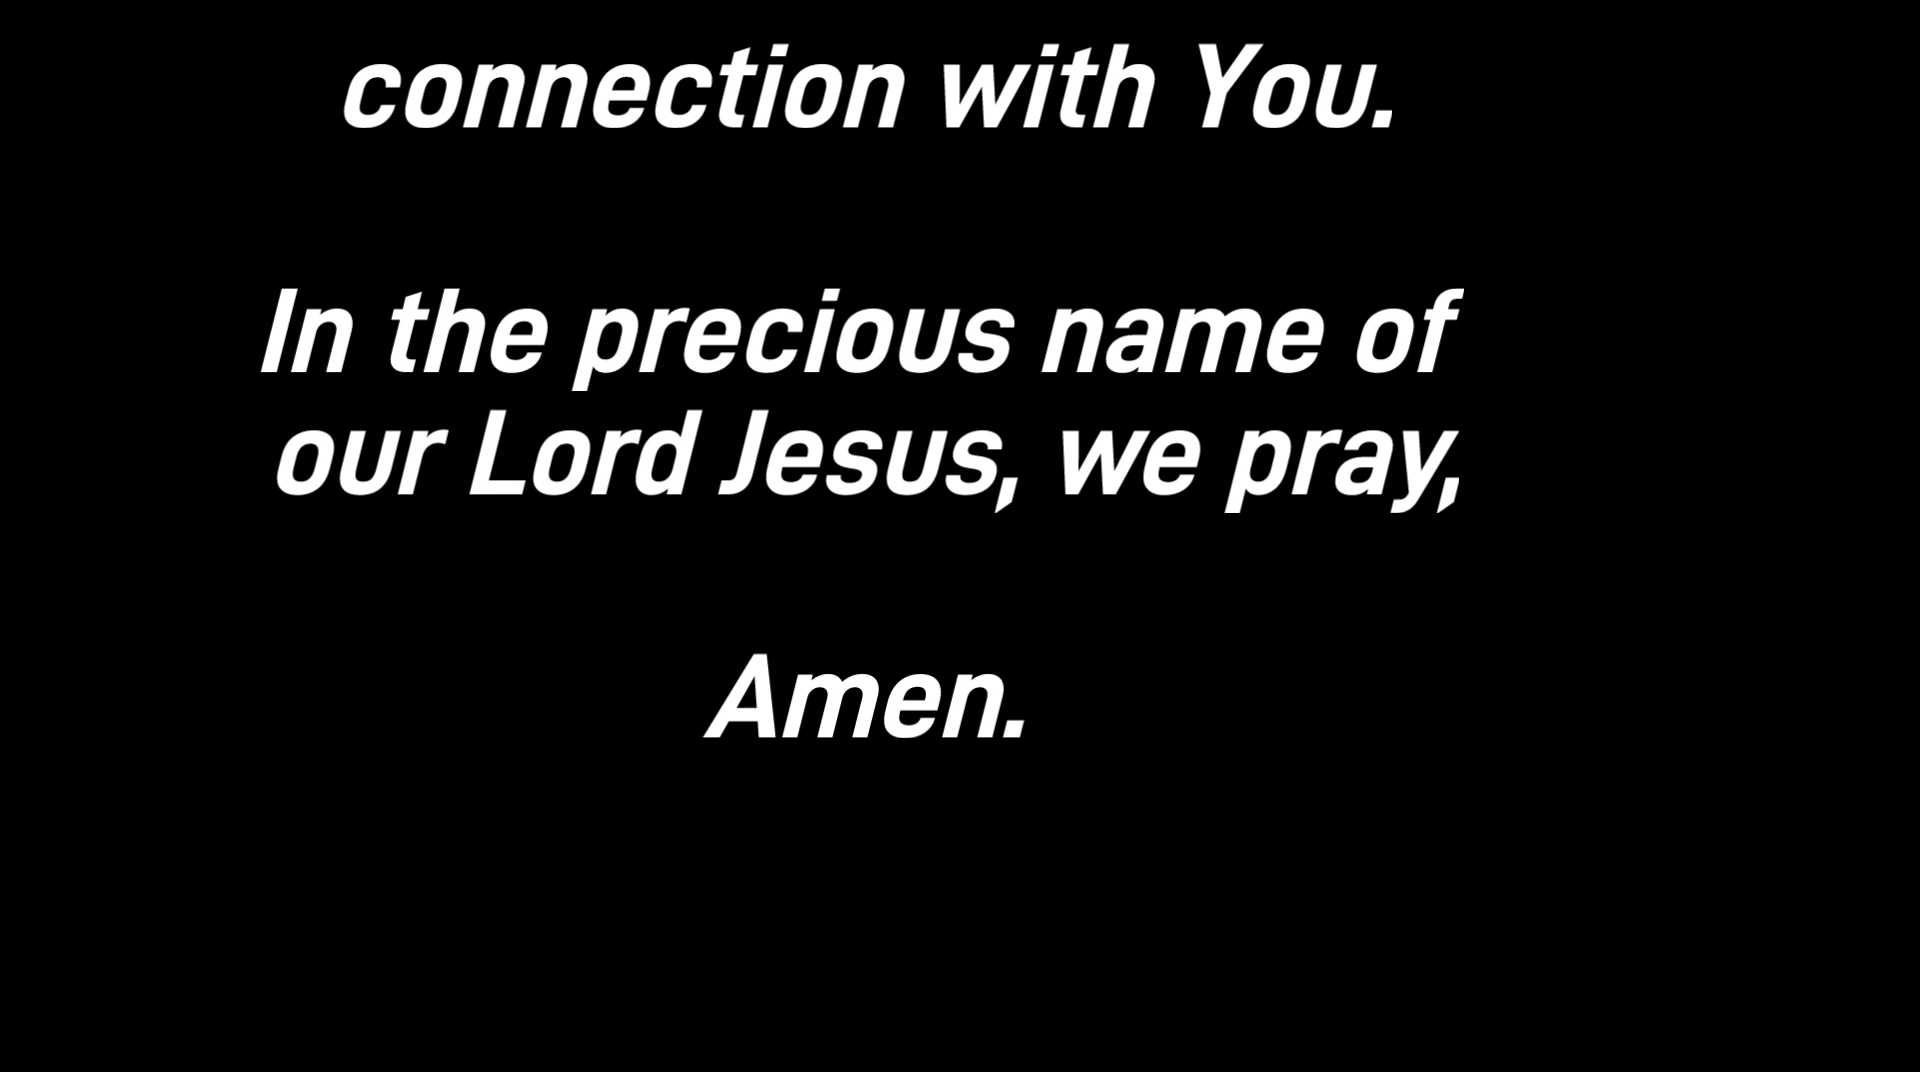 connection with You.
In the precious name of
our Lord Jesus, we pray,
Amen.